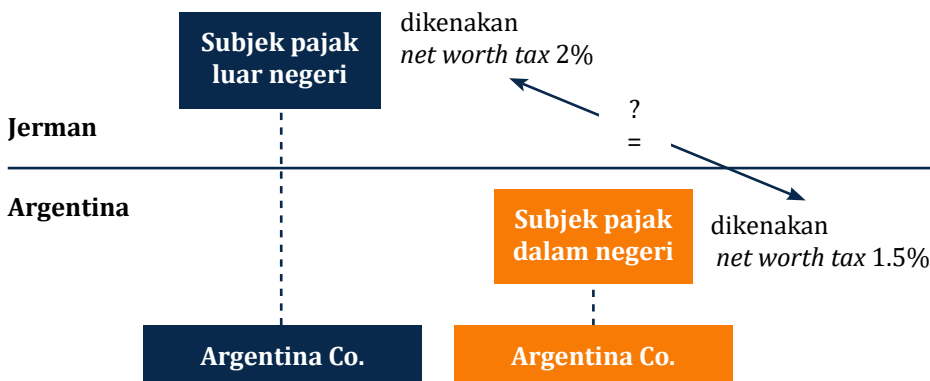 Subjek pajak
luar negeri
dikenakan
net worth tax 2%
?
=
Jerman
Argentina
Subjek pajak
dalam negeri
dikenakan
net worth tax 1.5%
Argentina Co.
Argentina Co.